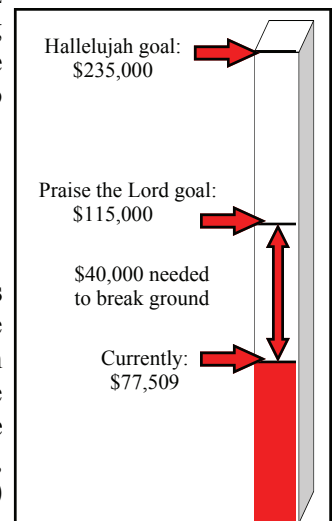 Hallelujah goal:
$235,000
Praise the Lord goal:
$115,000
$40,000 needed
to break ground
Currently:
$77,509